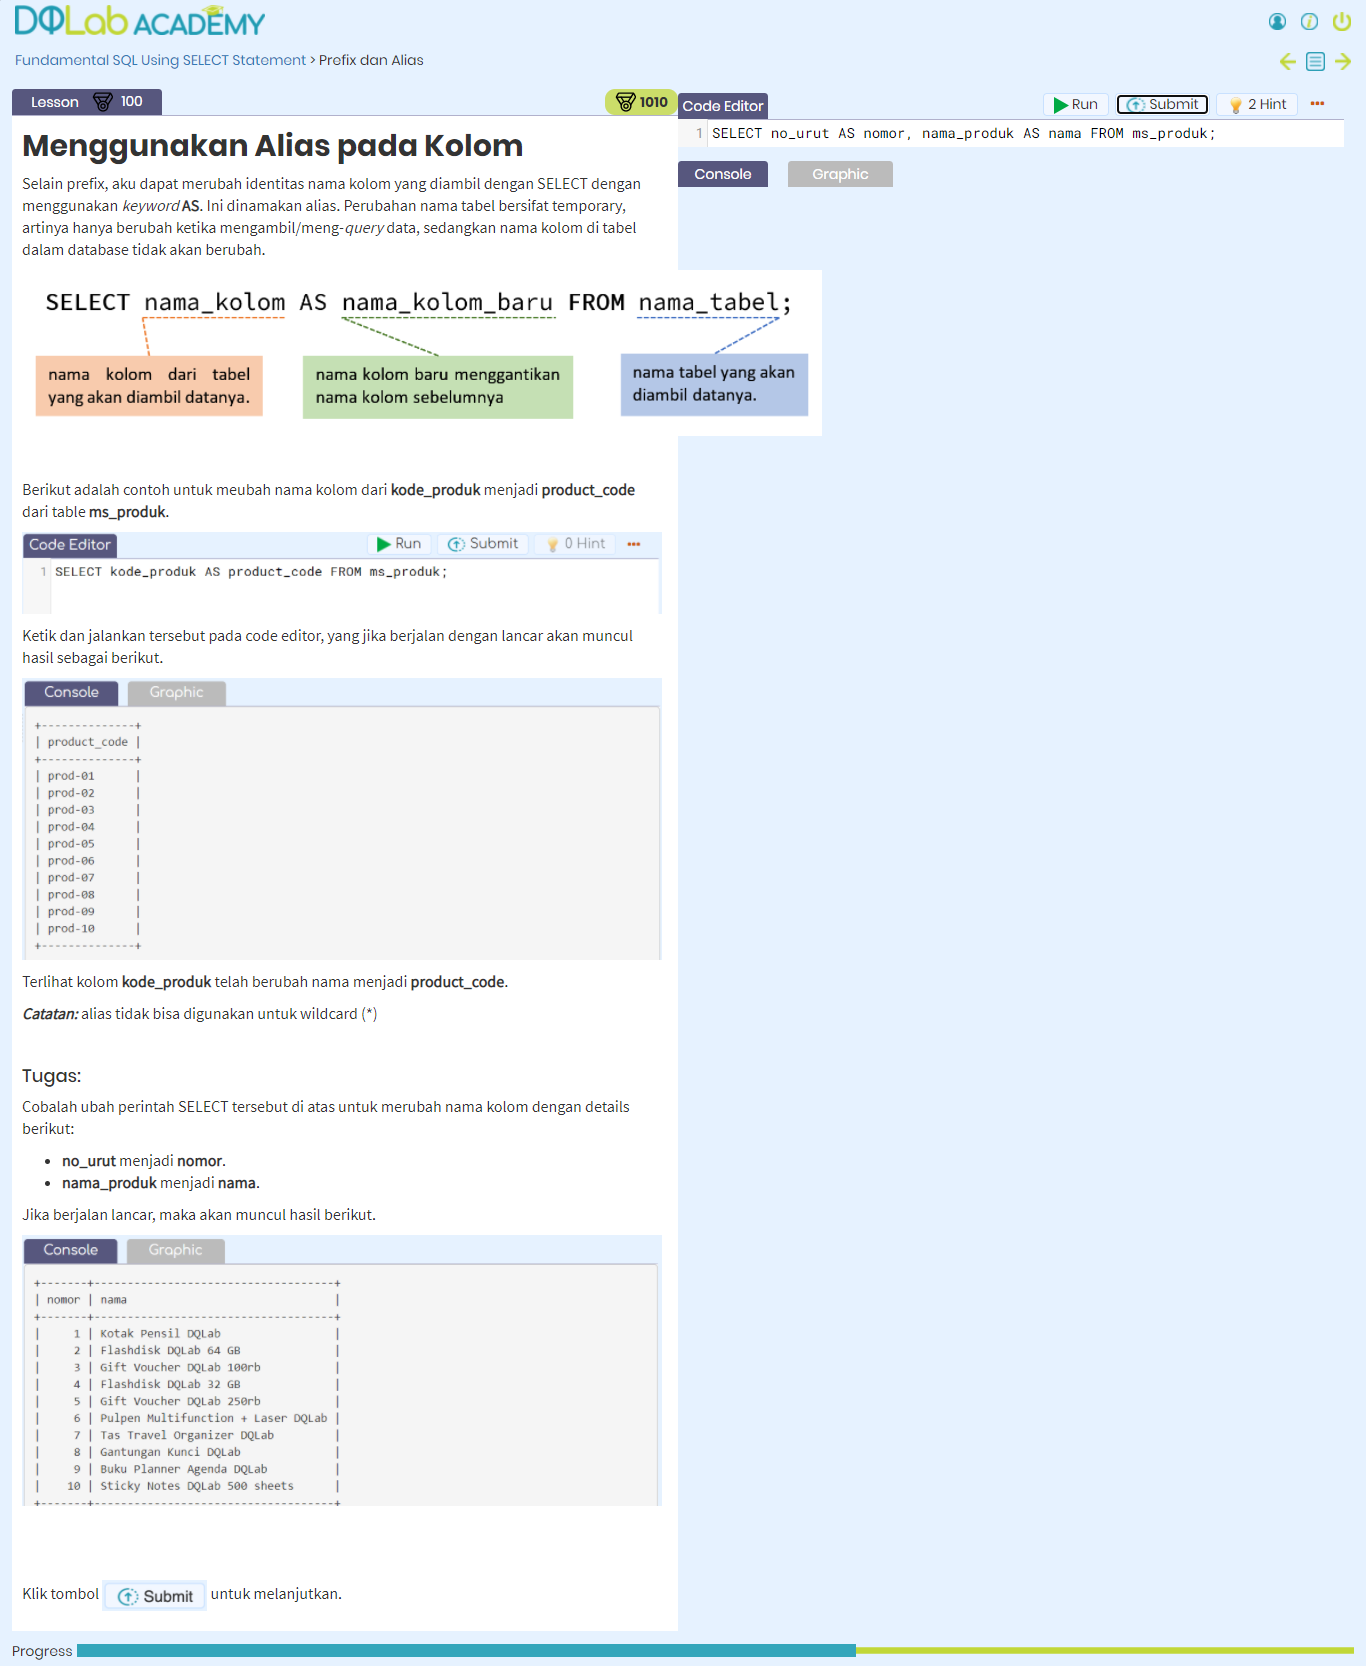 DQLab ACADEMY
Fundamental SQL Using SELECT Statement > Prefix dan Alias
Lesson 100
1010
Menggunakan Alias pada Kolom
Selain prefix, aku dapat merubah identitas nama kolom yang diambil dengan SELECT dengan
menggunakan keyword AS. Ini dinamakan alias. Perubahan nama tabel bersifat temporary,
artinya hanya berubah ketika mengambil/meng-query data, sedangkan nama kolom di tabel
dalam database tidak akan berubah.
SELECT nama_kolom AS nama_kolom_baru FROM nama_tabel;
nama kolom dari tabel
yang akan diambil datanya.
nama kolom baru menggantikan
nama kolom sebelumnya
nama tabel yang akan
diambil datanya.
Berikut adalah contoh untuk meubah nama kolom dari kode_produk menjadi product_code
dari table ms_produk.
Code Editor Run Submit 0 Hint
1 SELECT kode_produk AS product_code FROM ms_produk;
Ketik dan jalankan tersebut pada code editor, yang jika berjalan dengan lancar akan muncul
hasil sebagai berikut.
Console Graphic
+--------------+
| product_code |
+--------------+
| prod-01      |
| prod-02      |
| prod-03      |
| prod-04      |
| prod-05      |
| prod-06      |
| prod-07      |
| prod-08      |
| prod-09      |
| prod-10      |
+--------------+
Terlihat kolom kode_produk telah berubah nama menjadi product_code.
Catatan: alias tidak bisa digunakan untuk wildcard (*)
Tugas:
Cobalah ubah perintah SELECT tersebut di atas untuk merubah nama kolom dengan details
berikut:
• no_urut menjadi nomor.
• nama_produk menjadi nama.
Jika berjalan lancar, maka akan muncul hasil berikut.
Console Graphic
+-------+------------------------------------+
| nomor | nama                               |
+-------+------------------------------------+
|     1 | Kotak Pensil DQLab                 |
|     2 | Flashdisk DQLab 64 GB              |
|     3 | Gift Voucher DQLab 100rb           |
|     4 | Flashdisk DQLab 32 GB              |
|     5 | Gift Voucher DQLab 250rb           |
|     6 | Pulpen Multifunction + Laser DQLab |
|     7 | Tas Travel Organizer DQLab         |
|     8 | Gantungan Kunci DQLab              |
|     9 | Buku Planner Agenda DQLab          |
|    10 | Sticky Notes DQLab 500 sheets      |
+-------+------------------------------------+
Klik tombol Submit untuk melanjutkan.
Code Editor Run Submit 2 Hint
1 SELECT no_urut AS nomor, nama_produk AS nama FROM ms_produk;
Console Graphic
Progress